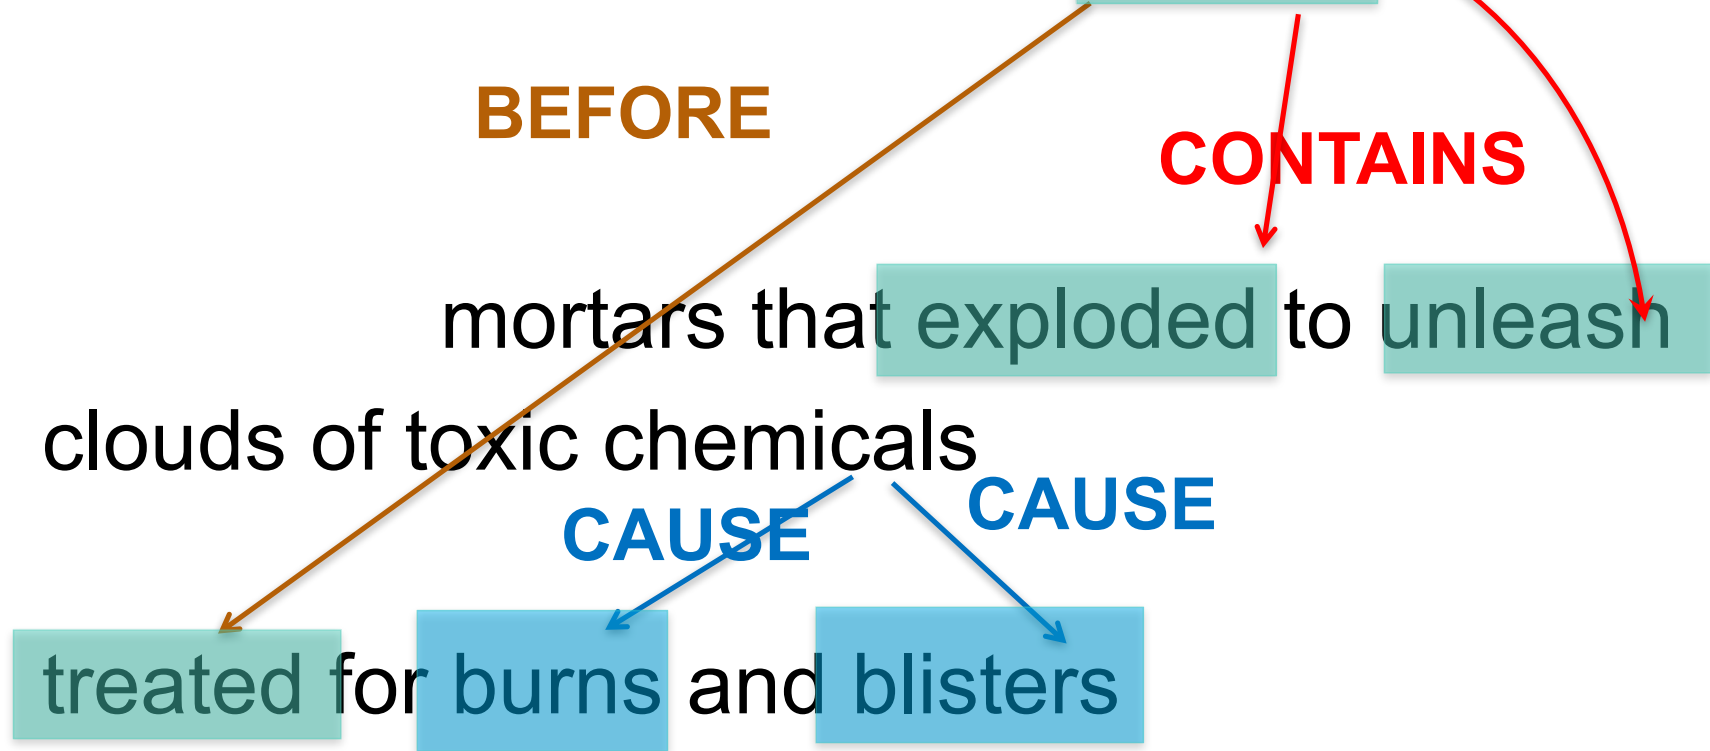 BEFORE
CONTAINS
mortars that exploded to unleash
clouds of toxic chemicals
CAUSE
CAUSE
treated for burns and blisters